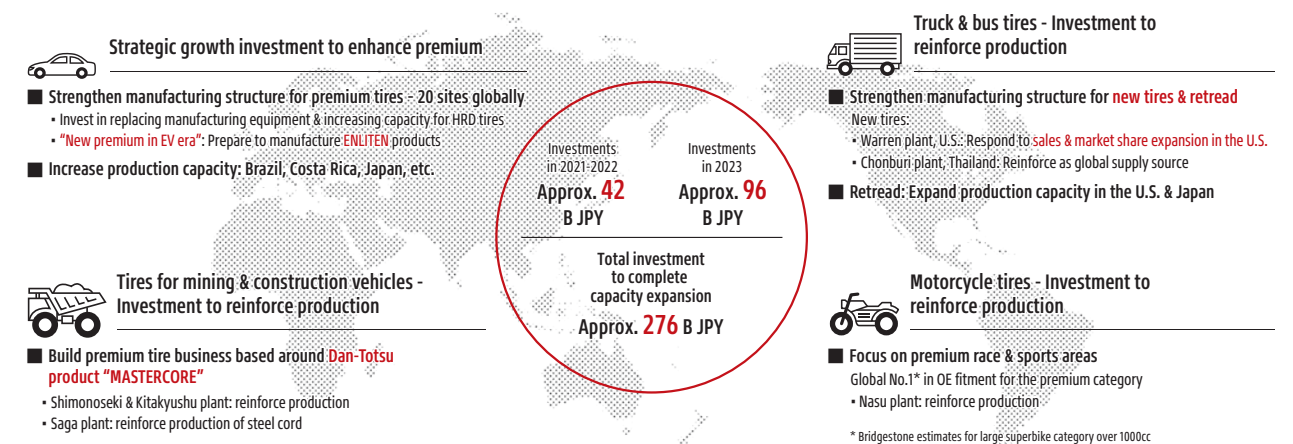 Strategic growth investment to enhance premium
■ Strengthen manufacturing structure for premium tires - 20 sites globally
・Invest in replacing manufacturing equipment & increasing capacity for HRD tires
・“New premium in EV era”: Prepare to manufacture ENLITEN products
■ Increase production capacity: Brazil, Costa Rica, Japan, etc.
Tires for mining & construction vehicles -
Investment to reinforce production
■ Build premium tire business based around Dan-Totsu
product “MASTERCORE”
・Shimonoseki & Kitakyushu plant: reinforce production
・Saga plant: reinforce production of steel cord
Investments
in 2021-2022
Approx. 42
B JPY
Investments
in 2023
Approx. 96
B JPY
Total investment
to complete
capacity expansion
Approx. 276 B JPY
Truck & bus tires - Investment to
reinforce production
■ Strengthen manufacturing structure for new tires & retread
New tires:
・Warren plant, U.S.: Respond to sales & market share expansion in the U.S.
・Chonburi plant, Thailand: Reinforce as global supply source
■ Retread: Expand production capacity in the U.S. & Japan
Motorcycle tires - Investment to
reinforce production
■ Focus on premium race & sports areas
Global No.1* in OE fitment for the premium category
・Nasu plant: reinforce production
* Bridgestone estimates for large superbike category over 1000cc